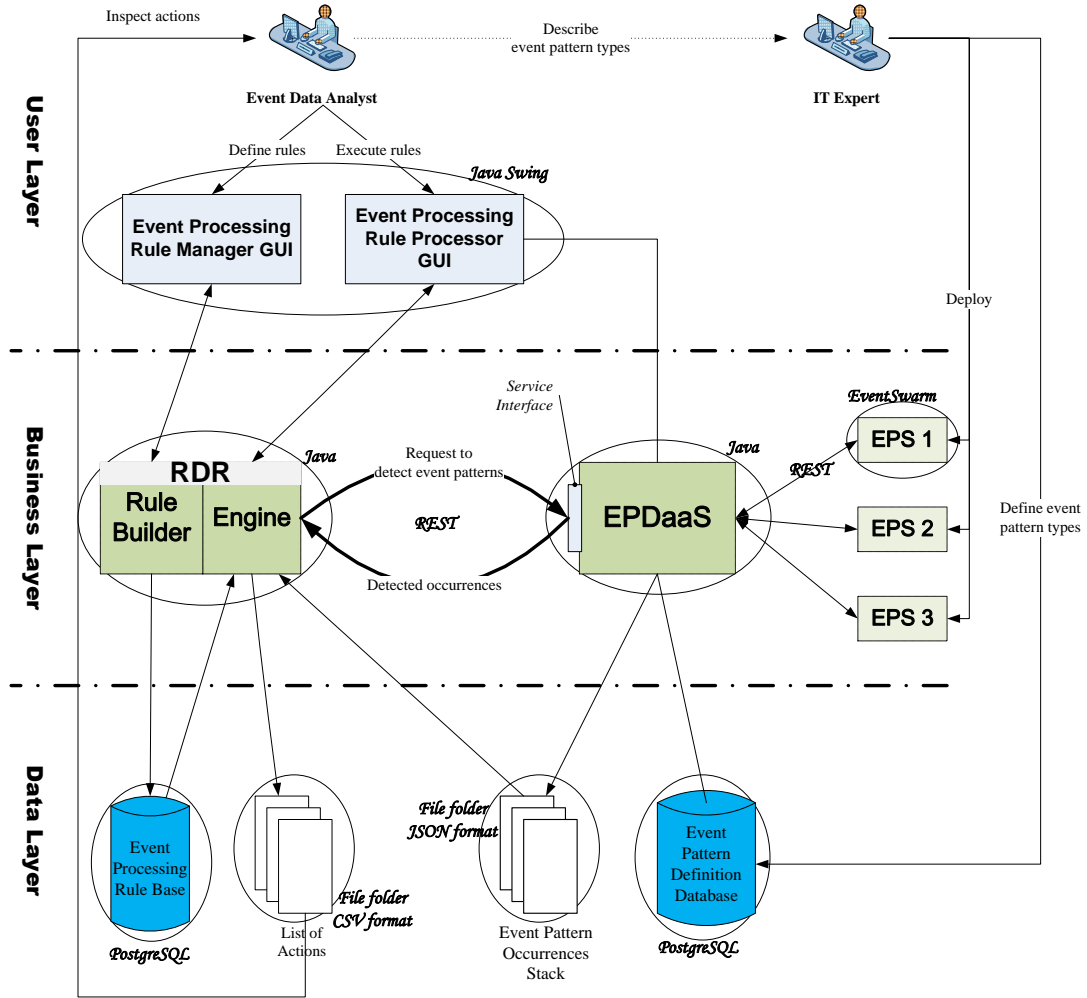 Inspect actions
Describe
event pattern types
Event Data Analyst
IT Expert
User Layer
Define rules
Execute rules
Java Swing
Event Processing
Rule Manager GUI
Event Processing
Rule Processor
GUI
Deploy
Business Layer
Service
Interface
EventSwarm
EPS 1
Java
Java
RDR
Rule
Builder
Engine
Request to
detect event patterns
REST
Detected occurrences
EPDaaS
REST
EPS 2
EPS 3
Define event
pattern types
Data Layer
Event
Processing
Rule Base
PostgreSQL
File folder
CSV format
List of
Actions
File folder
JSON format
Event Pattern
Occurrences
Stack
Event
Pattern
Definition
Database
PostgreSQL